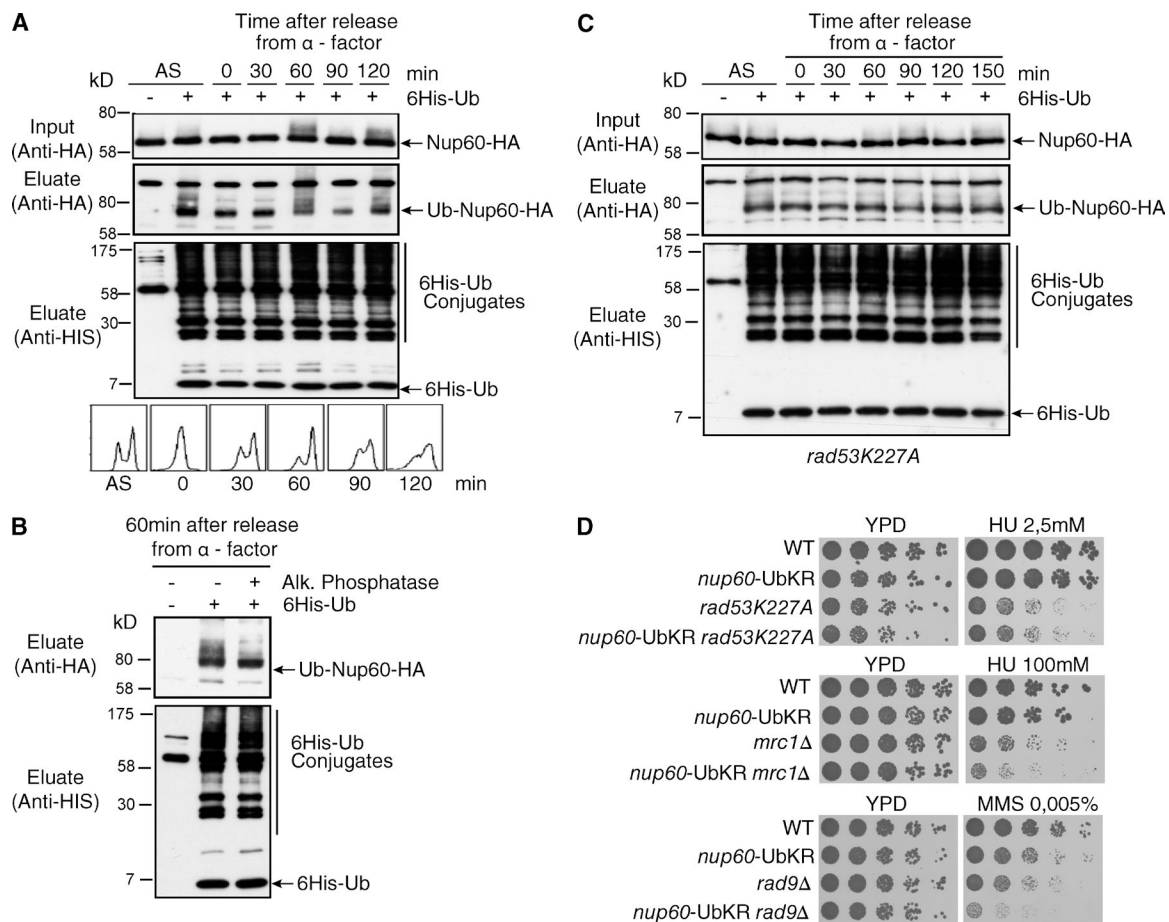 A
Time after release
from α - factor
kD
AS
0 30 60 90 120 min
- + + + + + + 6His-Ub
Input
(Anti-HA)
80
58
Nup60-HA
Eluate
(Anti-HA)
80
58
Ub-Nup60-HA
Eluate
(Anti-HIS)
175
58
30
7
6His-Ub
Conjugates
6His-Ub
AS 0 30 60 90 120 min
B
60min after release
from α - factor
- - + Alk. Phosphatase
- + + 6His-Ub
kD
Eluate
(Anti-HA)
80
58
Ub-Nup60-HA
Eluate
(Anti-HIS)
175
58
30
7
6His-Ub
Conjugates
6His-Ub
C
Time after release
from α - factor
kD
AS
0 30 60 90 120 150 min
- + + + + + + + 6His-Ub
Input
(Anti-HA)
80
58
Nup60-HA
Eluate
(Anti-HA)
80
58
Ub-Nup60-HA
Eluate
(Anti-HIS)
175
58
30
7
6His-Ub
Conjugates
6His-Ub
rad53K227A
D
YPD HU 2,5mM
WT
nup60-UbKR
rad53K227A
nup60-UbKR rad53K227A
YPD HU 100mM
WT
nup60-UbKR
mrc1Δ
nup60-UbKR mrc1Δ
YPD MMS 0,005%
WT
nup60-UbKR
rad9Δ
nup60-UbKR rad9Δ